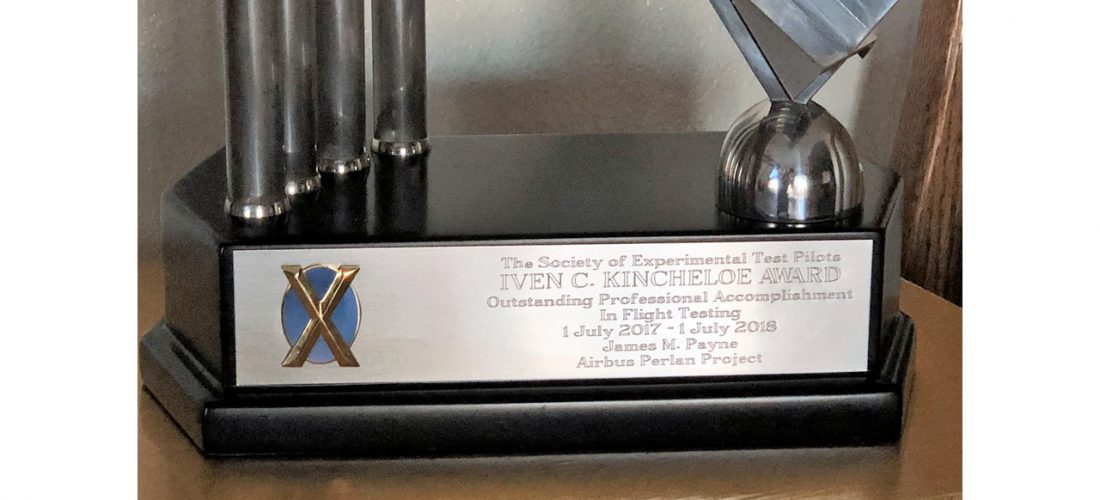 The Society of Experimental Test Pilots
IVEN C. KINCHELOE AWARD
Outstanding Professional Accomplishment
In Flight Testing
1 July 2017 - 1 July 2018
James M. Payne
Airbus Perlan Project